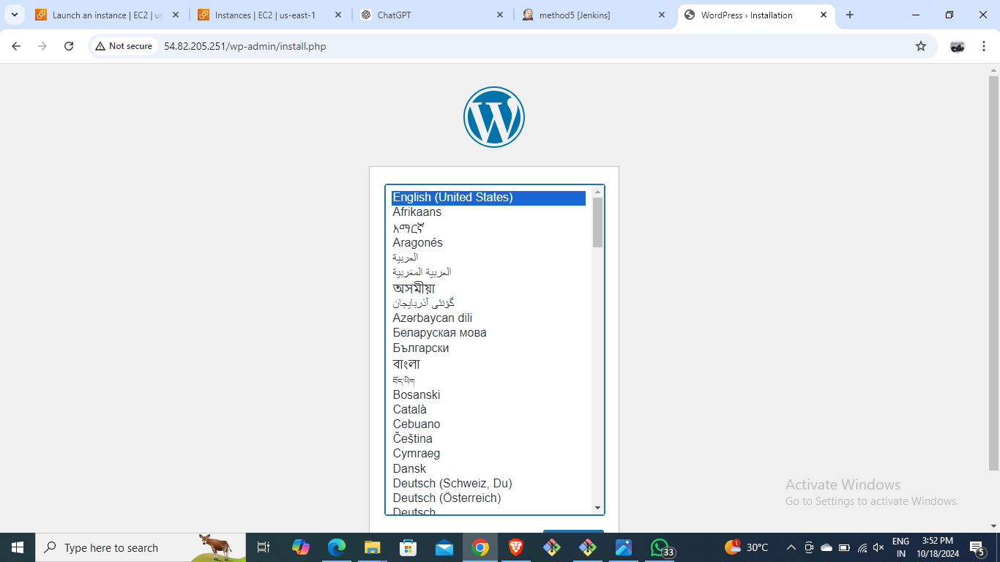 Launch an instance | EC2 | us
Instances | EC2 | us-east-1
ChatGPT
method5 [Jenkins]
WordPress › Installation
Not secure
54.82.205.251/wp-admin/install.php
English (United States)
Afrikaans
አማርኛ
Aragonés
العربية
العربية المغربية
অসমীয়া
گؤنئی آذربایجان
Azərbaycan dili
Беларуская мова
Български
বাংলা
བོད་ཡིག
Bosanski
Català
Cebuano
Čeština
Cymraeg
Dansk
Deutsch (Schweiz, Du)
Deutsch (Österreich)
Deutsch
Activate Windows
Go to Settings to activate Windows.
Type here to search
33
30°C
ENG
IN
3:52 PM
10/18/2024
5